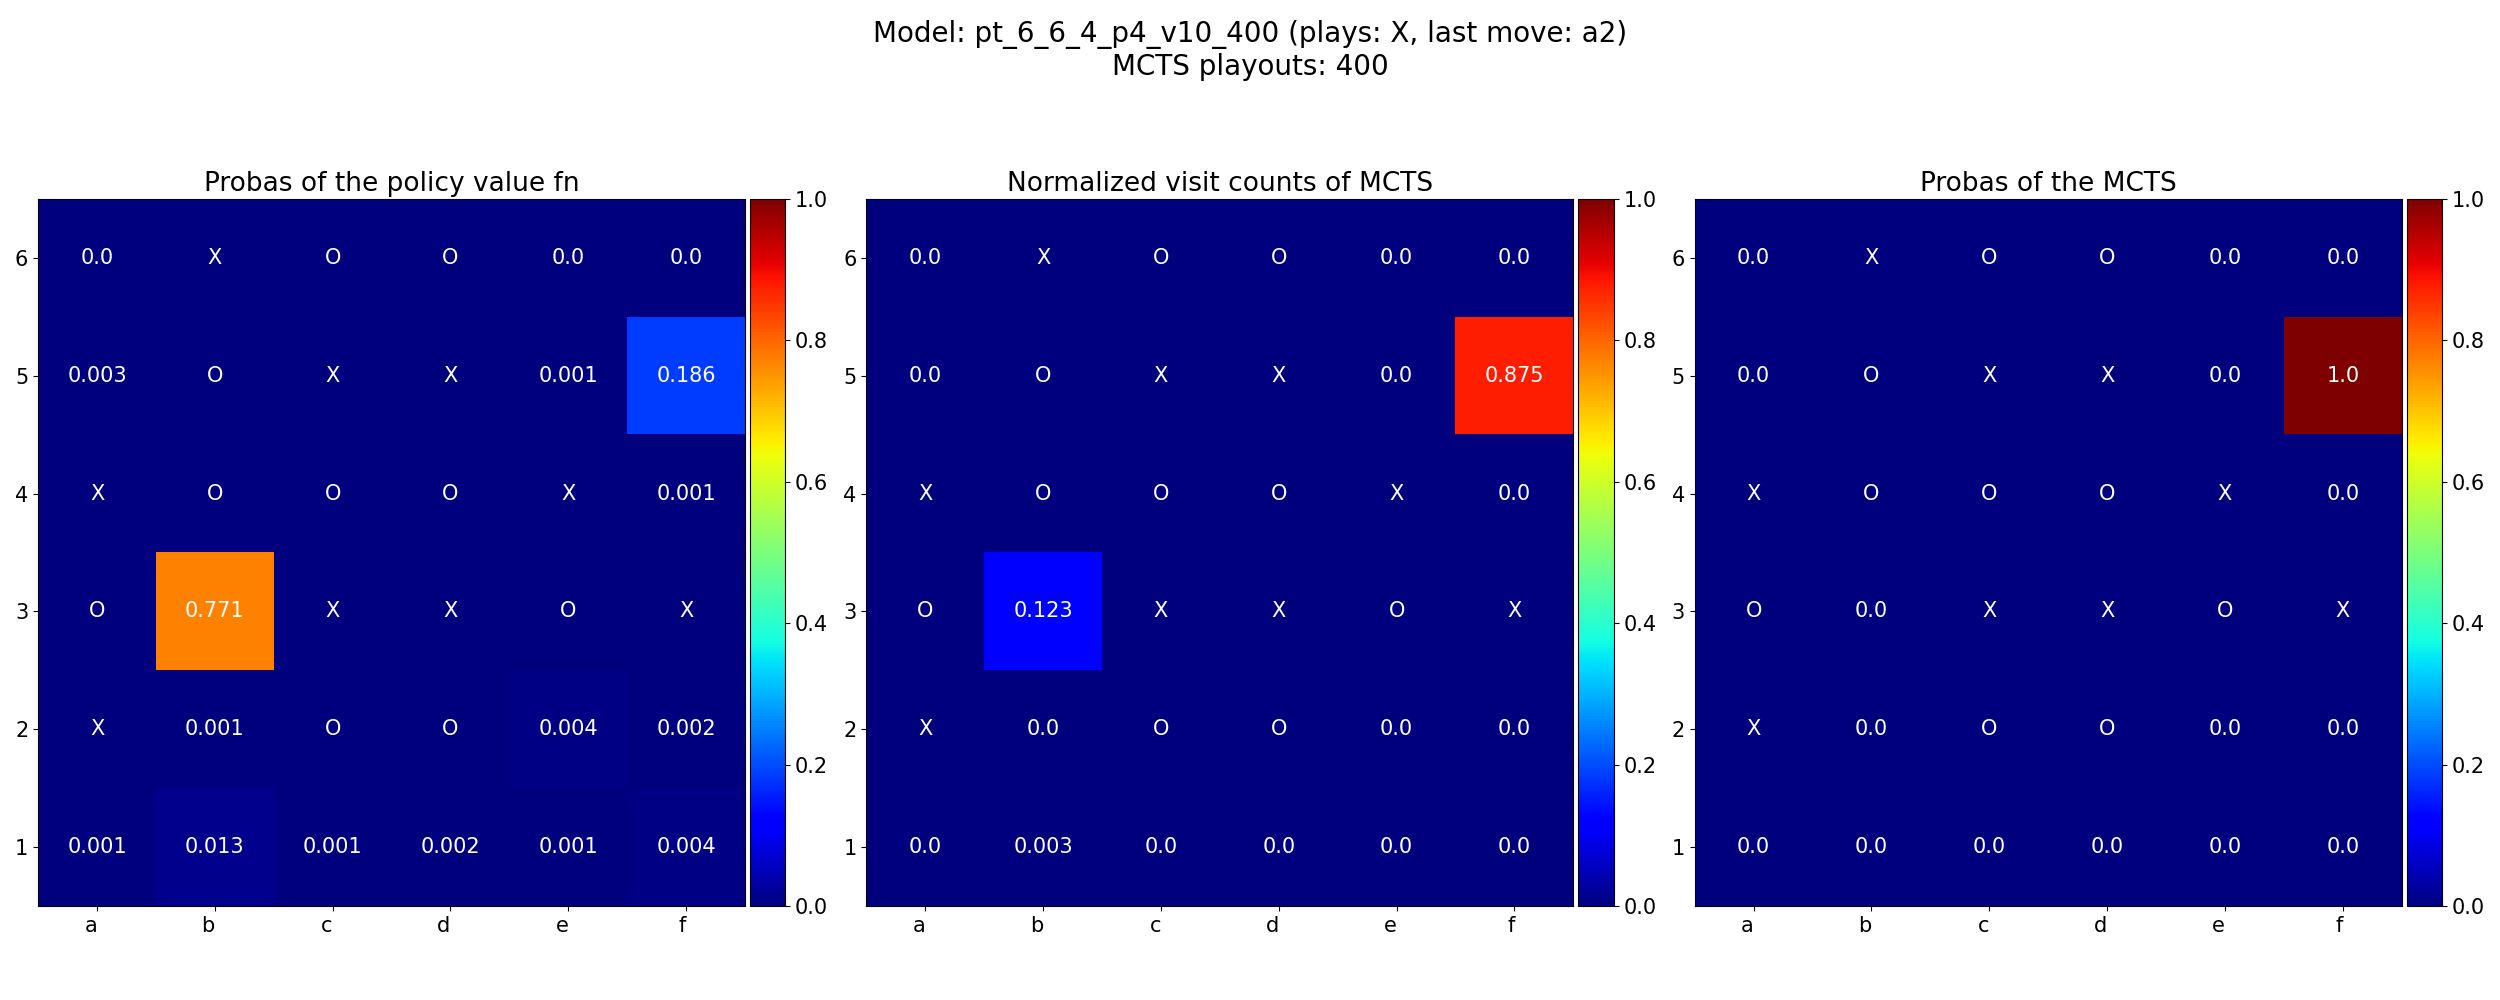 Model: pt_6_6_4_p4_v10_400 (plays: X, last move: a2)
MCTS playouts: 400
Probas of the policy value fn
6 0.0 X O O 0.0 0.0
5 0.003 O X X 0.001 0.186
4 X O O O X 0.001
3 O 0.771 X X O X
2 X 0.001 O O 0.004 0.002
1 0.001 0.013 0.001 0.002 0.001 0.004
a b c d e f
1.0
0.8
0.6
0.4
0.2
0.0
Normalized visit counts of MCTS
6 0.0 X O O 0.0 0.0
5 0.0 O X X 0.0 0.875
4 X O O O X 0.0
3 O 0.123 X X O X
2 X 0.0 O O 0.0 0.0
1 0.0 0.003 0.0 0.0 0.0 0.0
a b c d e f
1.0
0.8
0.6
0.4
0.2
0.0
Probas of the MCTS
6 0.0 X O O 0.0 0.0
5 0.0 O X X 0.0 1.0
4 X O O O X 0.0
3 O 0.0 X X O X
2 X 0.0 O O 0.0 0.0
1 0.0 0.0 0.0 0.0 0.0 0.0
a b c d e f
1.0
0.8
0.6
0.4
0.2
0.0